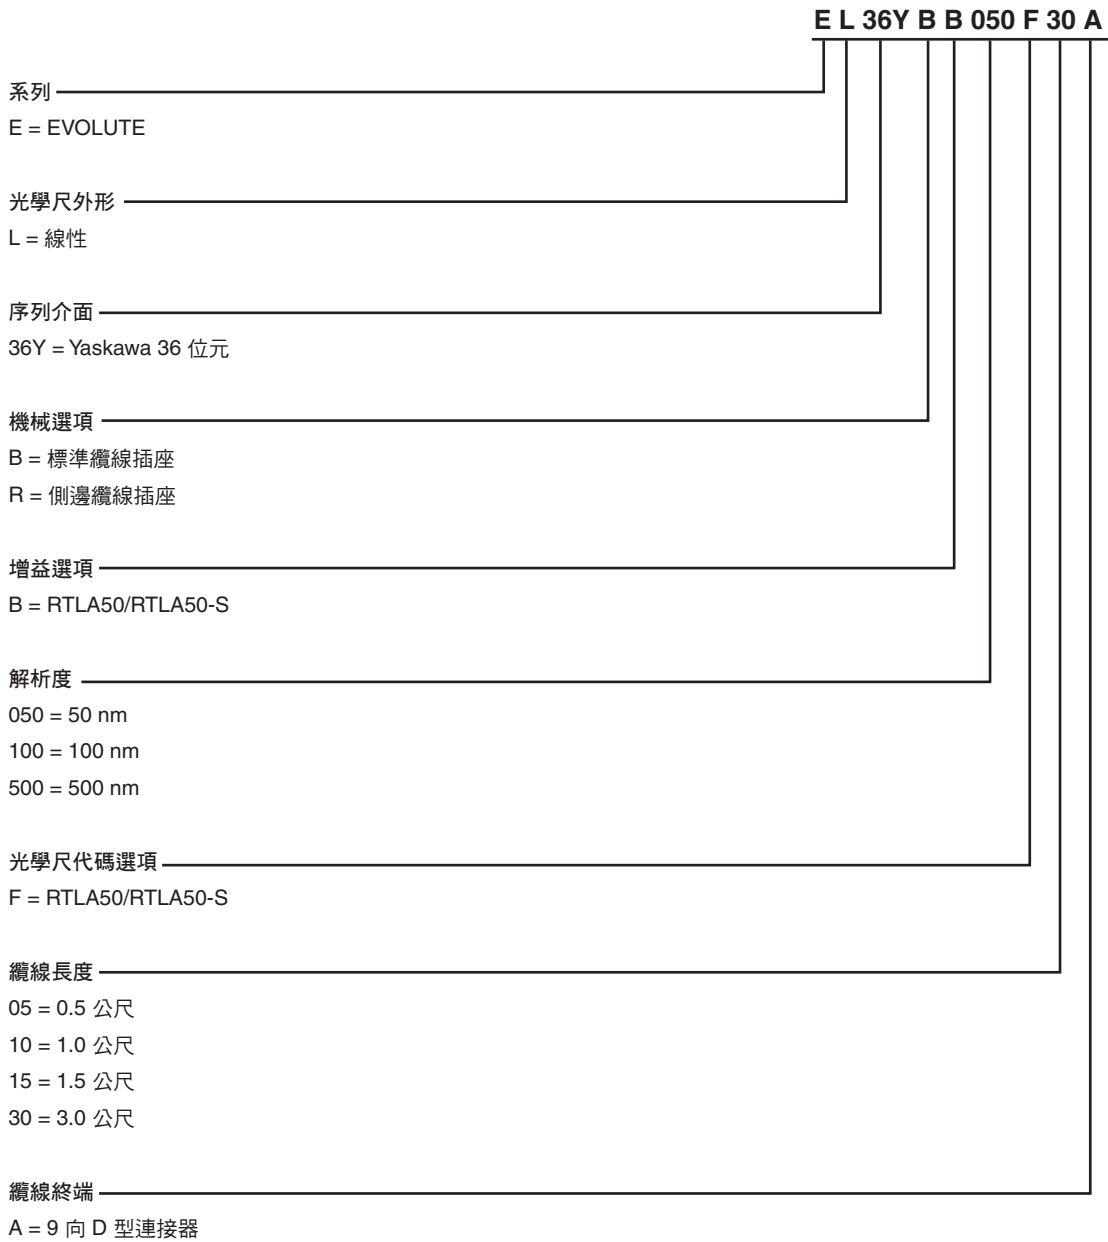 E L 36Y B B 050 F 30 A
系列
E = EVOLUTE
光學尺外形
L = 線性
序列介面
36Y = Yaskawa 36 位元
機械選項
B = 標準纜線插座
R = 側邊纜線插座
增益選項
B = RTLA50/RTLA50-S
解析度
050 = 50 nm
100 = 100 nm
500 = 500 nm
光學尺代碼選項
F = RTLA50/RTLA50-S
纜線長度
05 = 0.5 公尺
10 = 1.0 公尺
15 = 1.5 公尺
30 = 3.0 公尺
纜線終端
A = 9 向 D 型連接器